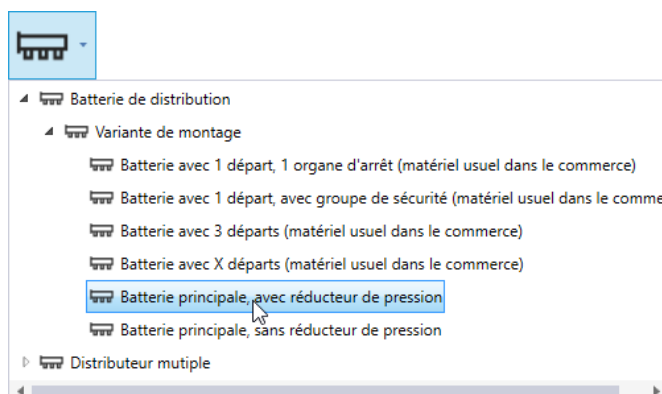 Batterie de distribution
Variante de montage
Batterie avec 1 départ, 1 organe d'arrêt (matériel usuel dans le commerce)
Batterie avec 1 départ, avec groupe de sécurité (matériel usuel dans le comme
Batterie avec 3 départs (matériel usuel dans le commerce)
Batterie avec X départs (matériel usuel dans le commerce)
Batterie principale, avec réducteur de pression
Batterie principale, sans réducteur de pression
Distributeur mutiple